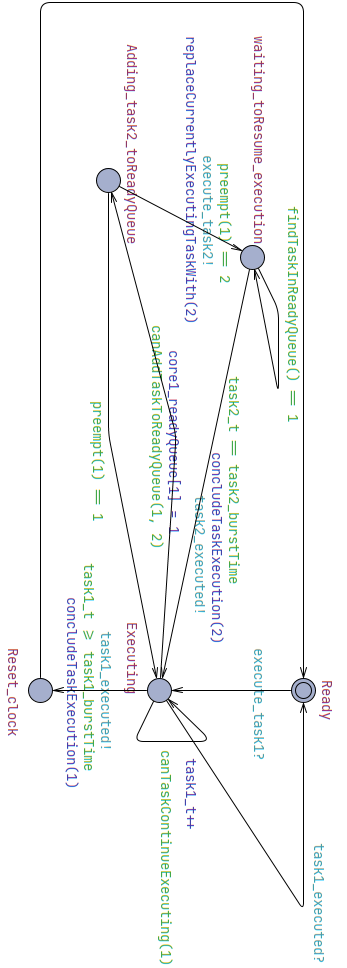 waiting_toResume_execution
findTaskInReadyQueue() == 1
preempt(1) == 2
execute_task2!
replaceCurrentlyExecutingTaskWith(2)
Adding_task2_toReadyQueue
task2_t == task2_burstTime
concludeTaskExecution(2)
task2_executed!
core1_readyQueue[1] = 1
canAddTaskToReadyQueue(1, 2)
preempt(1) == 1
Ready
execute_task1?
Executing
task1_executed!
task1_t ≥ task1_burstTime
concludeTaskExecution(1)
Reset_clock
task1_executed?
task1_t++
canTaskContinueExecuting(1)